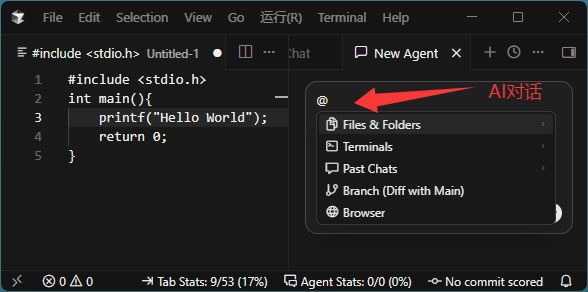 File Edit Selection View Go 运行(R) Terminal Help
#include <stdio.h> Untitled-1
Chat
New Agent
1 #include <stdio.h>
2 int main(){
3 printf("Hello World");
4 return 0;
5 }
@
AI对话
Files & Folders
Terminals
Past Chats
Branch (Diff with Main)
Browser
0 0 Tab Stats: 9/53 (17%) Agent Stats: 0/0 (0%) No commit scored